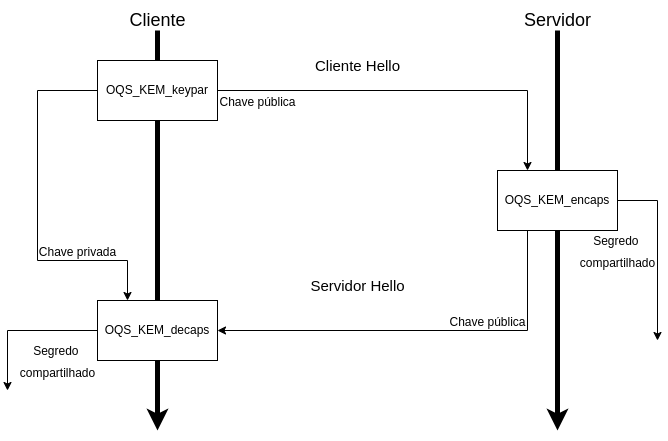 Cliente
Servidor
Cliente Hello
OQS_KEM_keypar
Chave pública
OQS_KEM_encaps
Segredo
compartilhado
Chave privada
Servidor Hello
Chave pública
OQS_KEM_decaps
Segredo
compartilhado